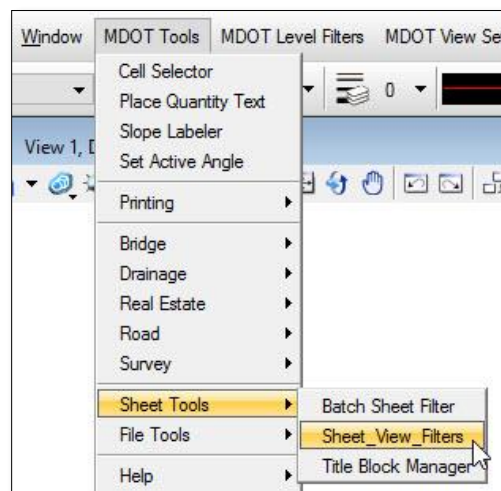 Window MDOT Tools MDOT Level Filters MDOT View Se
0
View 1, D
Cell Selector
Place Quantity Text
Slope Labeler
Set Active Angle
Printing
Bridge
Drainage
Real Estate
Road
Survey
Sheet Tools
File Tools
Help
Batch Sheet Filter
Sheet_View_Filters
Title Block Manager